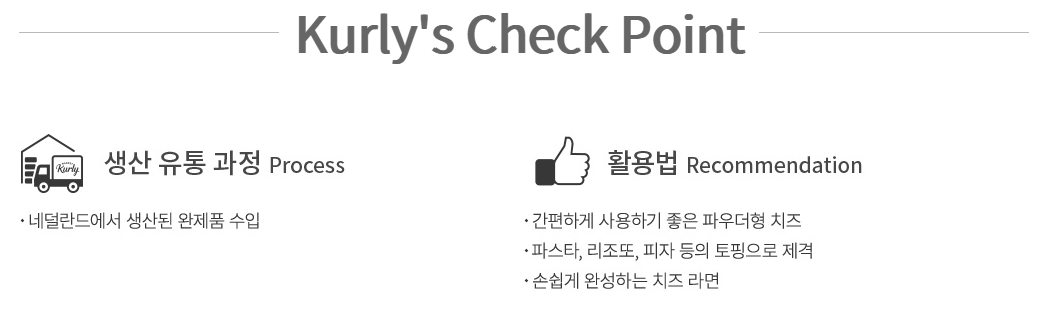 Kurly's Check Point
생산 유통 과정 Process
· 네덜란드에서 생산된 완제품 수입
활용법 Recommendation
· 간편하게 사용하기 좋은 파우더형 치즈
· 파스타, 리조또, 피자 등의 토핑으로 제격
· 손쉽게 완성하는 치즈 라면
Kurly